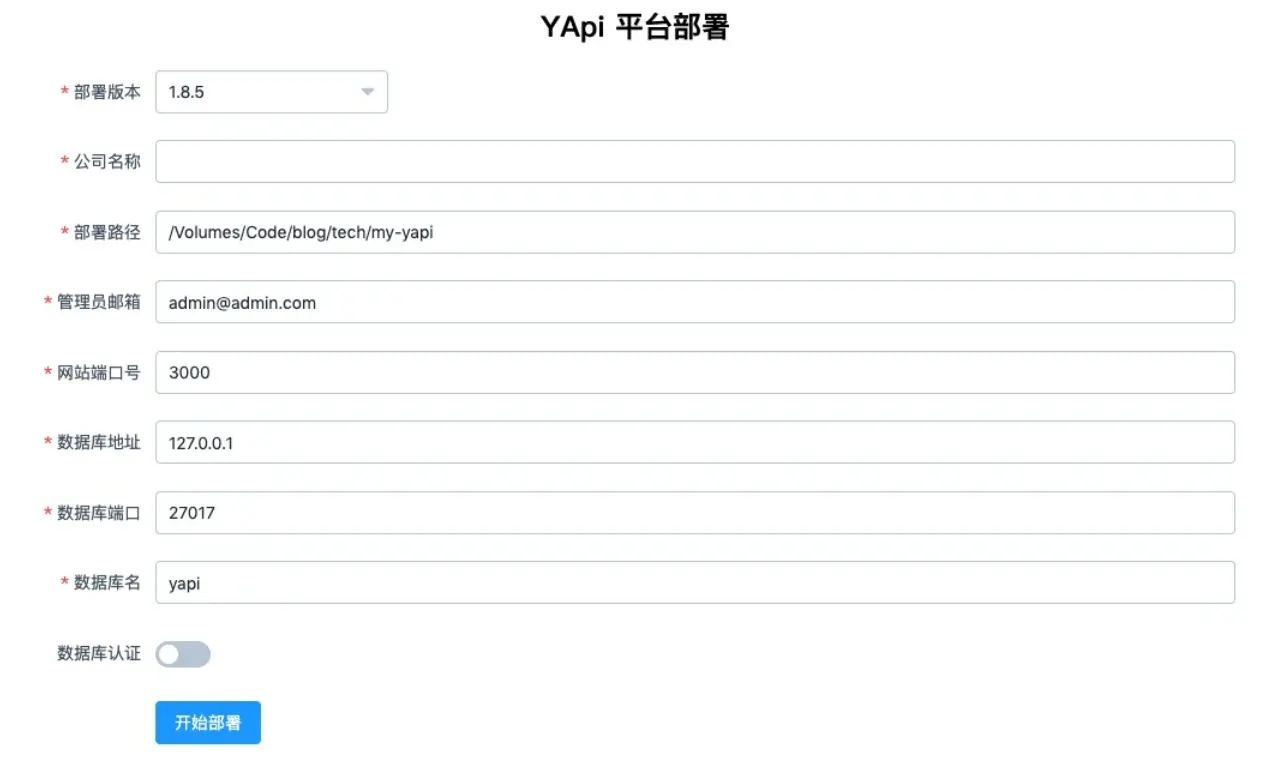 YApi 平台部署
* 部署版本 1.8.5
* 公司名称
* 部署路径 /Volumes/Code/blog/tech/my-yapi
* 管理员邮箱 admin@admin.com
* 网站端口号 3000
* 数据库地址 127.0.0.1
* 数据库端口 27017
* 数据库名 yapi
数据库认证
开始部署